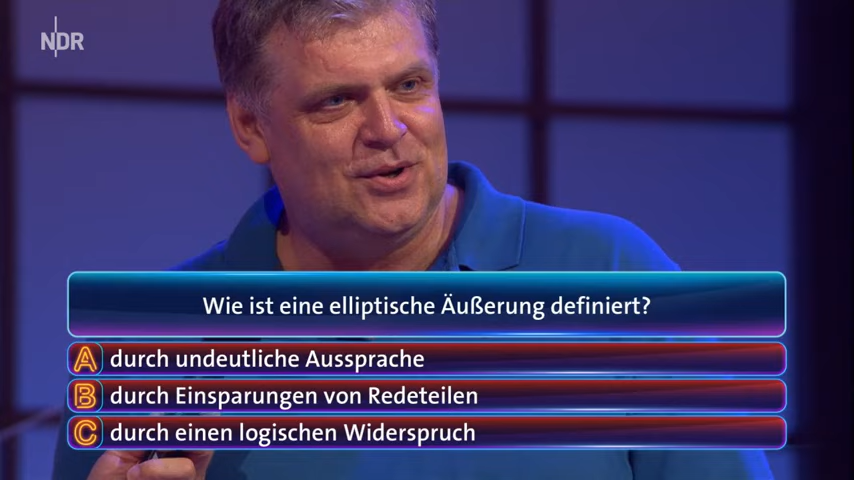 NDR
Wie ist eine elliptische Äußerung definiert?
A durch undeutliche Aussprache
B durch Einsparungen von Redeteilen
C durch einen logischen Widerspruch